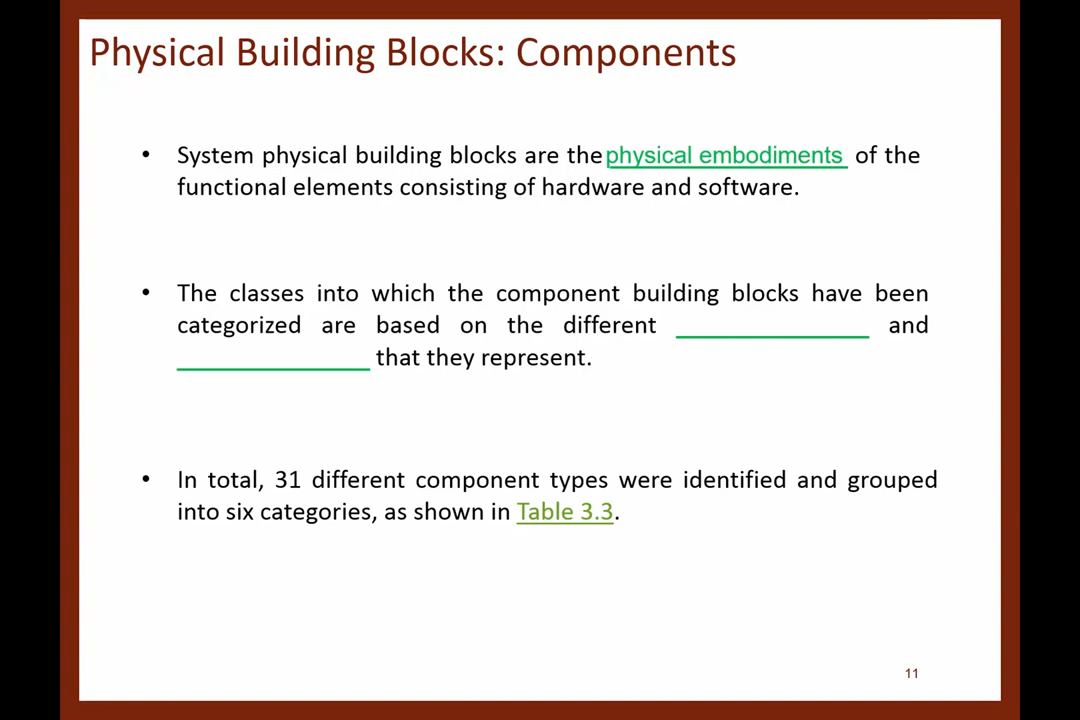 Physical Building Blocks: Components
• System physical building blocks are the physical embodiments of the
functional elements consisting of hardware and software.
• The classes into which the component building blocks have been
categorized are based on the different ________________ and
________________ that they represent.
• In total, 31 different component types were identified and grouped
into six categories, as shown in Table 3.3.
11